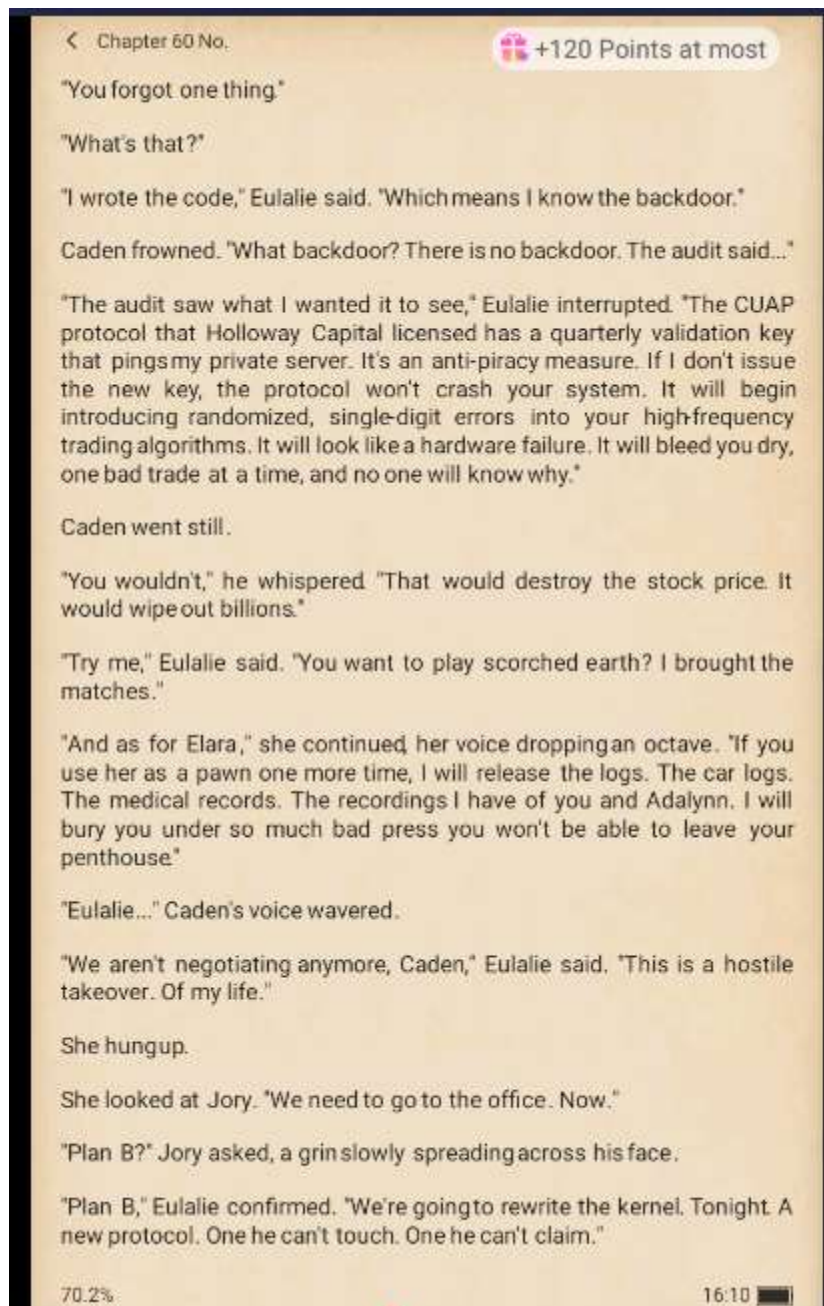 Chapter 60 No.
+120 Points at most
"You forgot one thing."
"What's that?"
"I wrote the code," Eulalie said. "Which means I know the backdoor."
Caden frowned. "What backdoor? There is no backdoor. The audit said..."
"The audit saw what I wanted it to see," Eulalie interrupted. "The CUAP
protocol that Holloway Capital licensed has a quarterly validation key
that pings my private server. It's an anti-piracy measure. If I don't issue
the new key, the protocol won't crash your system. It will begin
introducing randomized, single-digit errors into your high-frequency
trading algorithms. It will look like a hardware failure. It will bleed you dry,
one bad trade at a time, and no one will know why."
Caden went still.
"You wouldn't," he whispered. "That would destroy the stock price. It
would wipe out billions."
"Try me," Eulalie said. "You want to play scorched earth? I brought the
matches."
"And as for Elara," she continued, her voice dropping an octave. "If you
use her as a pawn one more time, I will release the logs. The car logs.
The medical records. The recordings I have of you and Adalynn. I will
bury you under so much bad press you won't be able to leave your
penthouse."
"Eulalie..." Caden's voice wavered.
"We aren't negotiating anymore, Caden," Eulalie said. "This is a hostile
takeover. Of my life."
She hung up.
She looked at Jory. "We need to go to the office. Now."
"Plan B?" Jory asked, a grin slowly spreading across his face.
"Plan B," Eulalie confirmed. "We're going to rewrite the kernel. Tonight. A
new protocol. One he can't touch. One he can't claim."
70.2%
16:10